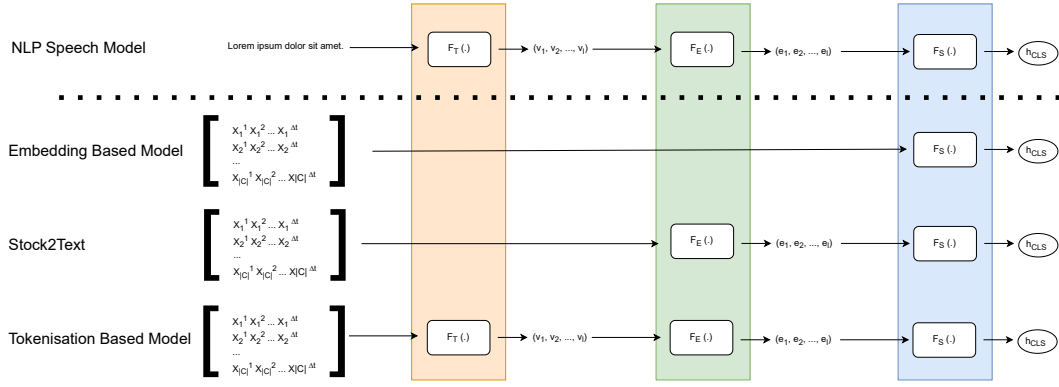 NLP Speech Model Lorem ipsum dolor sit amet. F_T (.) (v_1, v_2, ..., v_l) F_E (.) (e_1, e_2, ..., e_l) F_S (.) h_CLS
X_1^1 X_1^2 ... X_1^Δt
X_2^1 X_2^2 ... X_2^Δt
Embedding Based Model F_S (.) h_CLS
...
X_|C|^1 X_|C|^2 ... X|C|^Δt
X_1^1 X_1^2 ... X_1^Δt
X_2^1 X_2^2 ... X_2^Δt
Stock2Text F_E (.) (e_1, e_2, ..., e_l) F_S (.) h_CLS
...
X_|C|^1 X_|C|^2 ... X|C|^Δt
X_1^1 X_1^2 ... X_1^Δt
X_2^1 X_2^2 ... X_2^Δt
Tokenisation Based Model F_T (.) (v_1, v_2, ..., v_l) F_E (.) (e_1, e_2, ..., e_l) F_S (.) h_CLS
...
X_|C|^1 X_|C|^2 ... X|C|^Δt